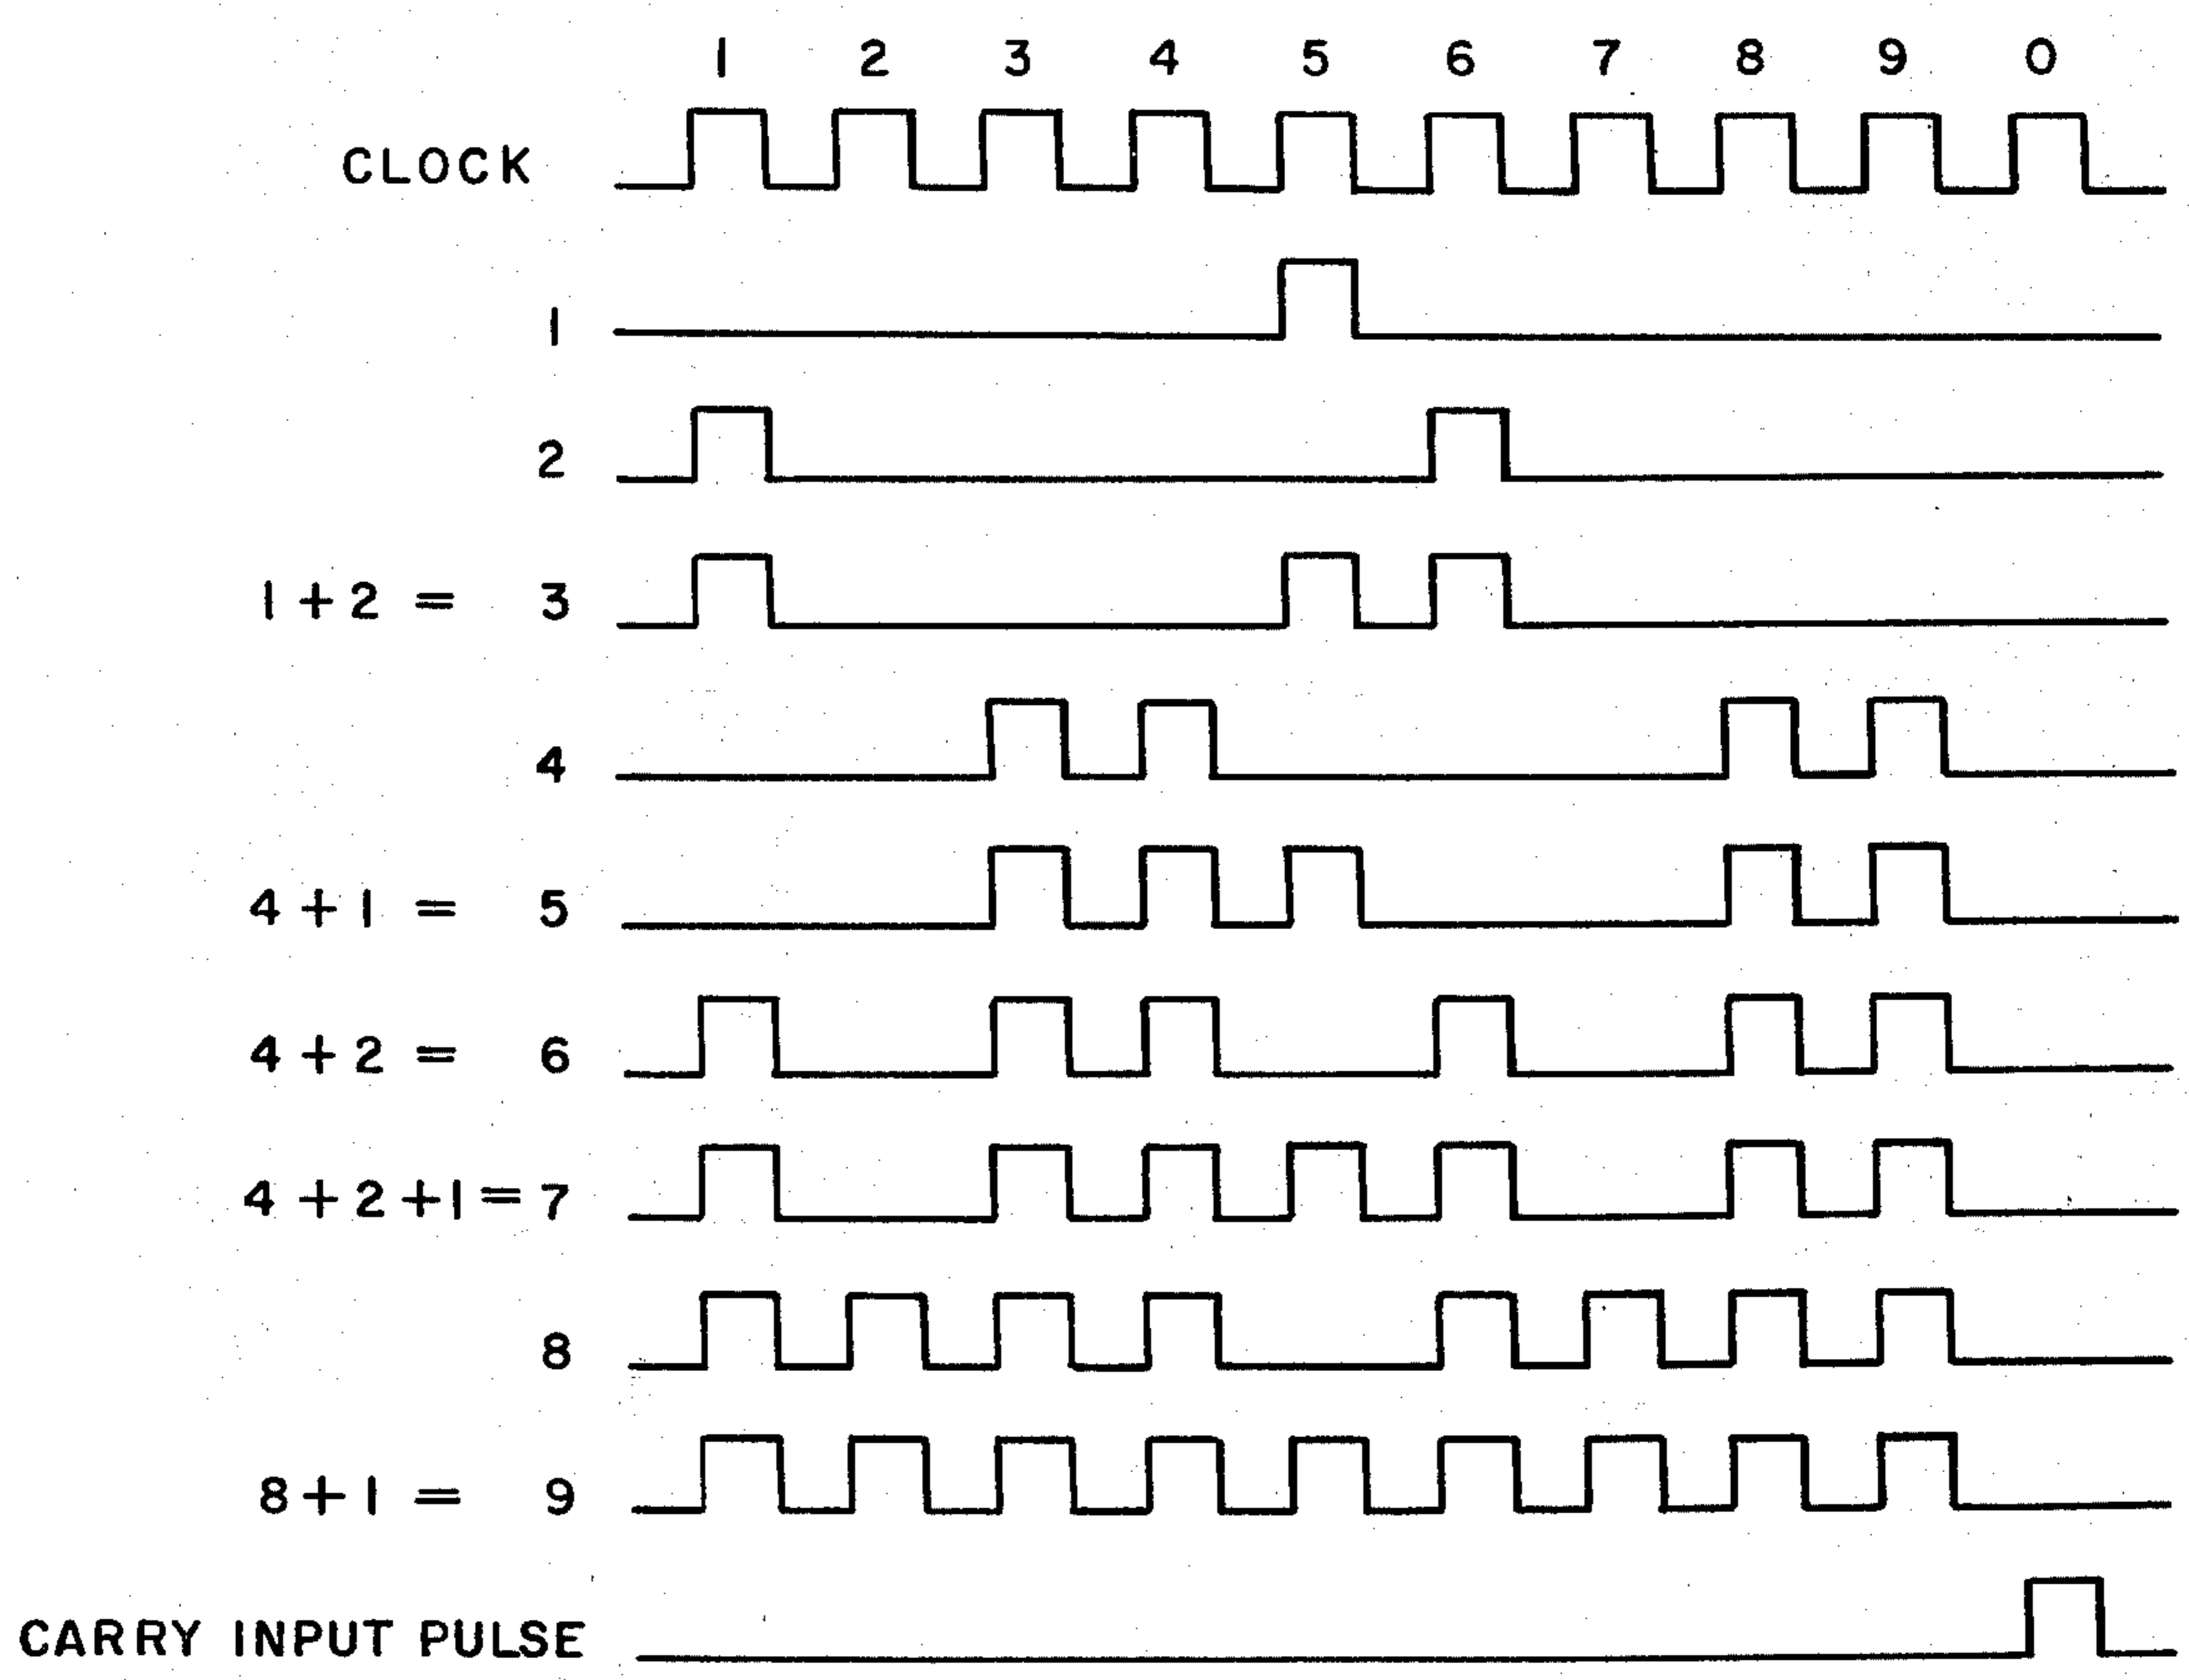 1 2 3 4 5 6 7 8 9 0
CLOCK
1
2
1 + 2 = 3
4
4 + 1 = 5
4 + 2 = 6
4 + 2 + 1 = 7
8
8 + 1 = 9
CARRY INPUT PULSE